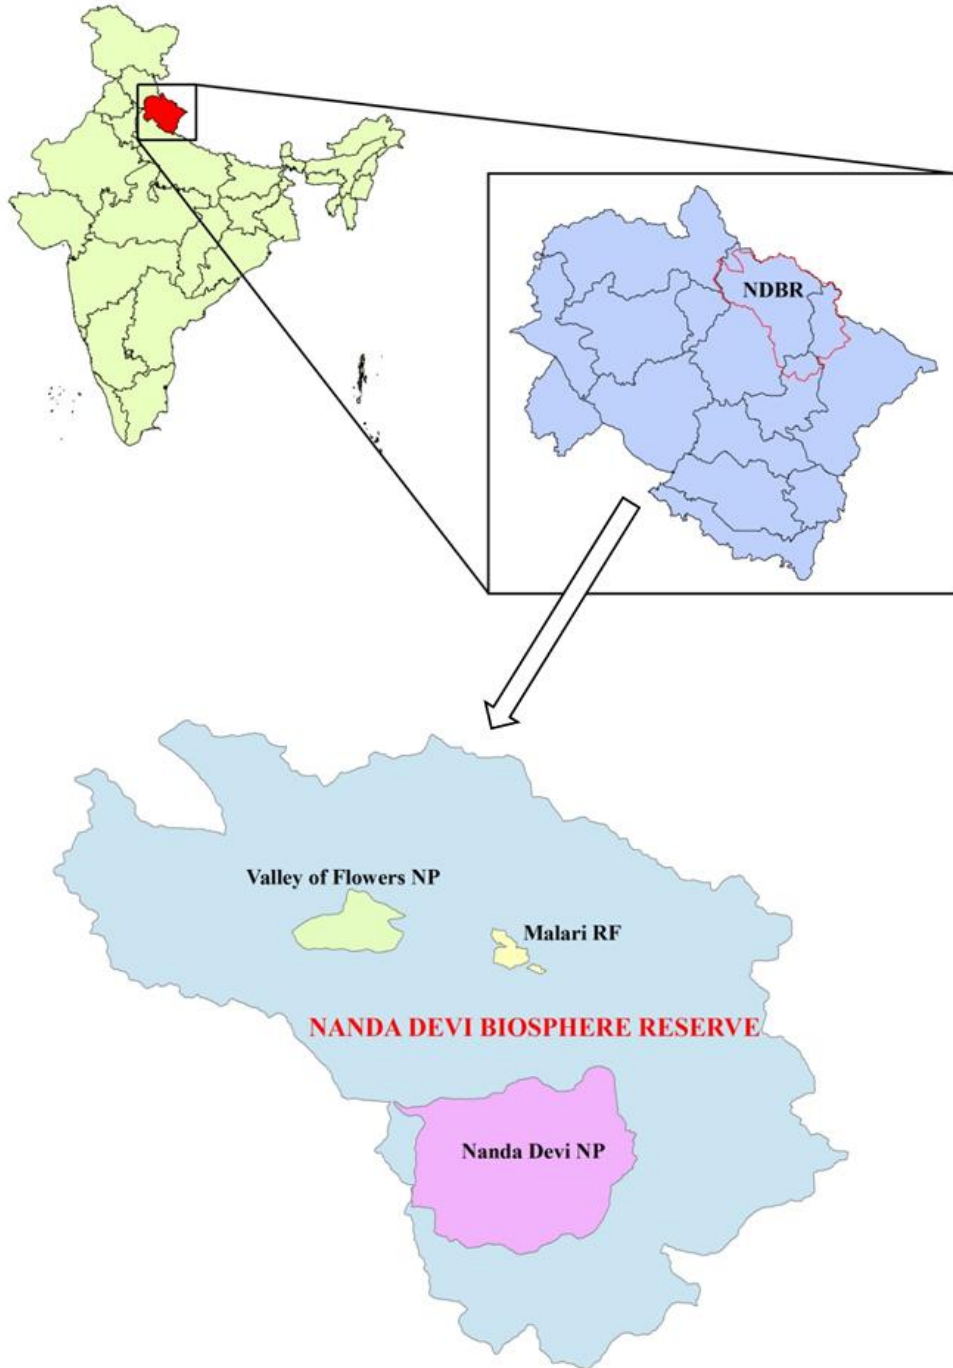 NDBR
Valley of Flowers NP
Malari RF
NANDA DEVI BIOSPHERE RESERVE
Nanda Devi NP